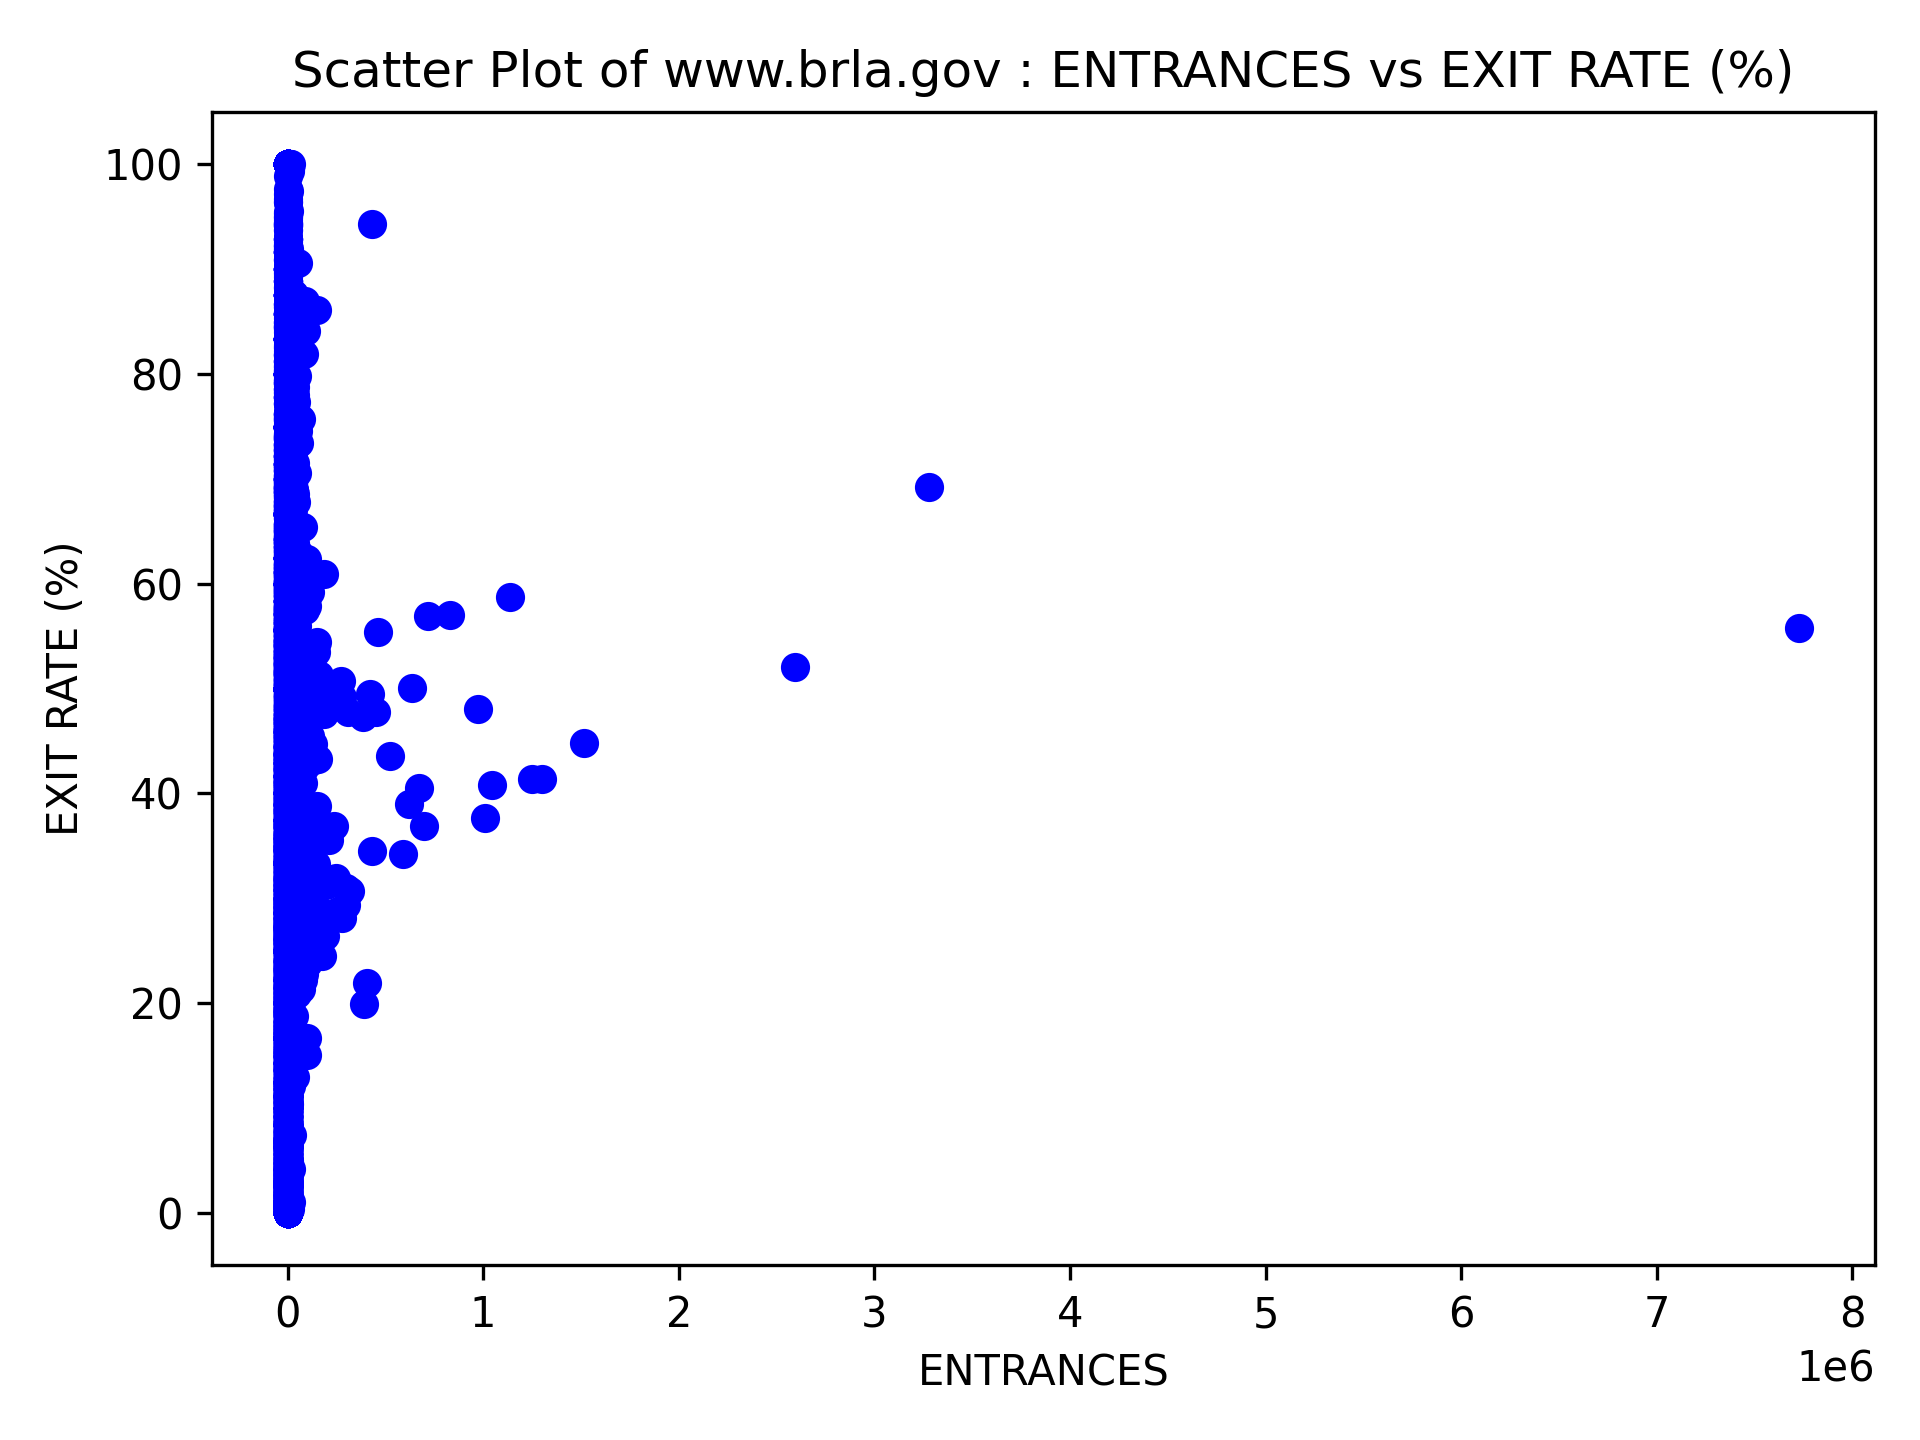 Scatter Plot of www.brla.gov : ENTRANCES vs EXIT RATE (%)
EXIT RATE (%)
100
80
60
40
20
0
0 1 2 3 4 5 6 7 8
1e6
ENTRANCES